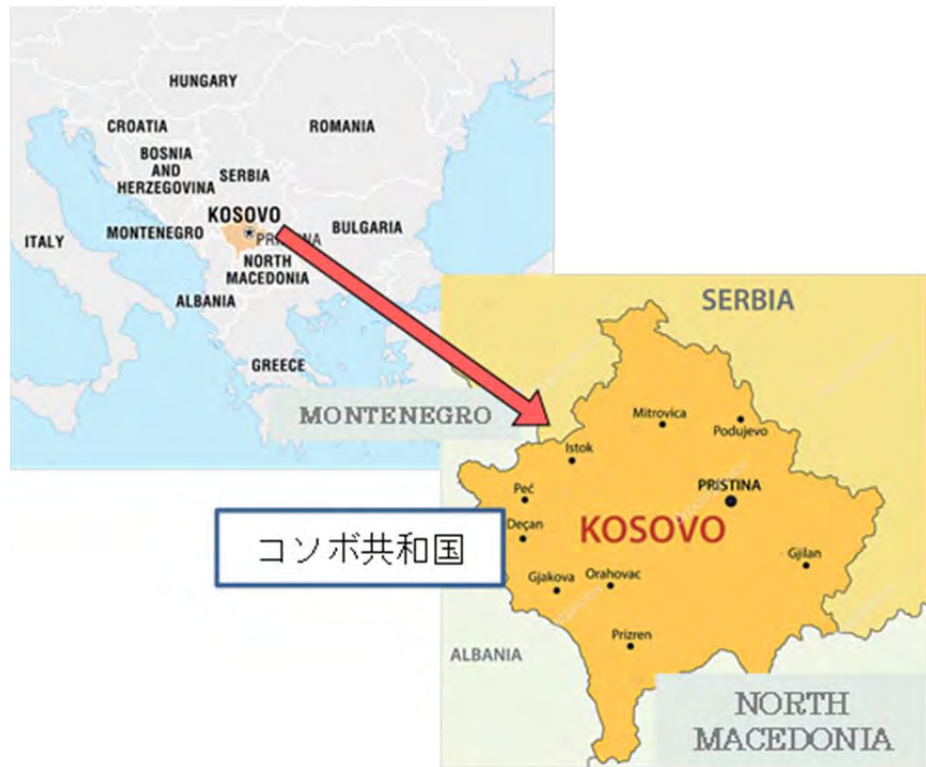 HUNGARY
CROATIA
ROMANIA
BOSNIA
AND
HERZEGOVINA
SERBIA
KOSOVO
ITALY
MONTENEGRO
BULGARIA
NORTH
MACEDONIA
ALBANIA
GREECE
MONTENEGRO
SERBIA
Mitrovica
Podujevo
Istok
Peć
PRISTINA
Deçan
KOSOVO
コソボ共和国
Gjilan
Gjakova
Orahovac
Prizren
ALBANIA
NORTH
MACEDONIA